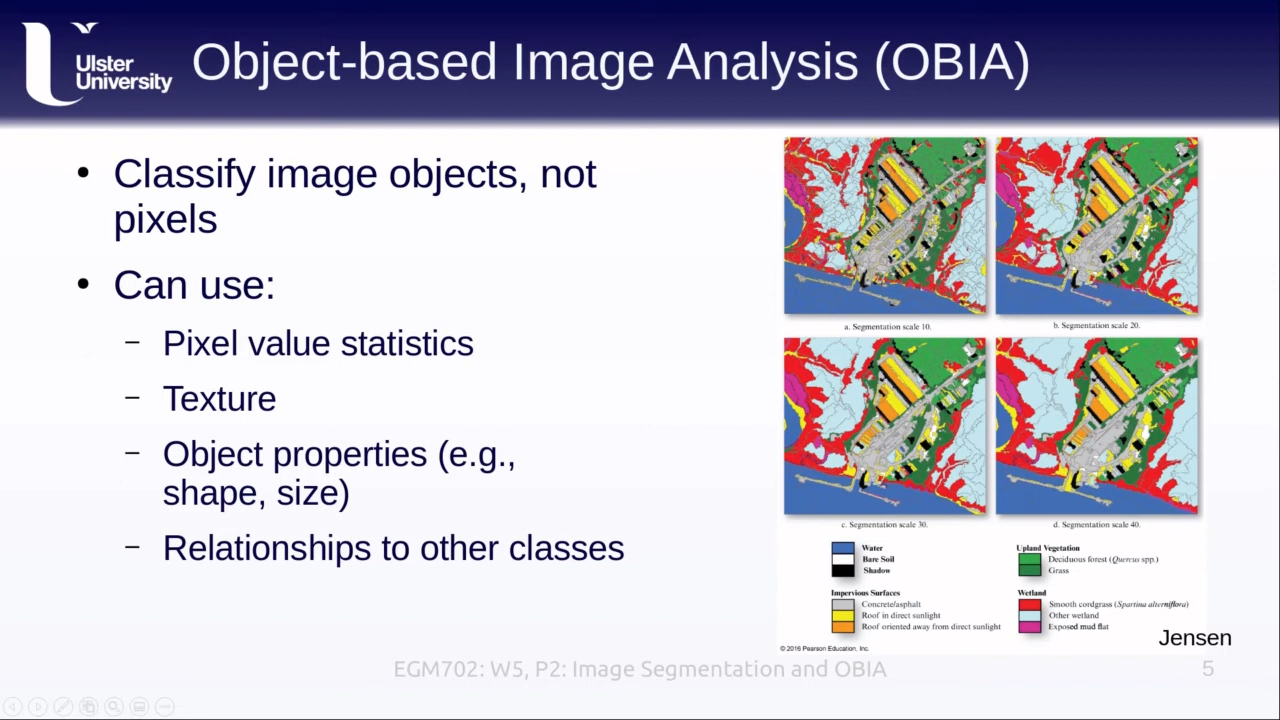 Ulster
University
Object-based Image Analysis (OBIA)
• Classify image objects, not
pixels
• Can use:
– Pixel value statistics
– Texture
– Object properties (e.g.,
shape, size)
– Relationships to other classes
a. Segmentation scale 10.
b. Segmentation scale 20.
c. Segmentation scale 30.
d. Segmentation scale 40.
Water
Bare Soil
Shadow
Impervious Surfaces
Concrete/asphalt
Roof in direct sunlight
Roof oriented away from direct sunlight
Upland Vegetation
Deciduous forest (Quercus spp.)
Grass
Wetland
Smooth cordgrass (Spartina alterniflora)
Other wetland
Exposed mud flat
Jensen
© 2016 Pearson Education, Inc.
EGM702: W5, P2: Image Segmentation and OBIA
5